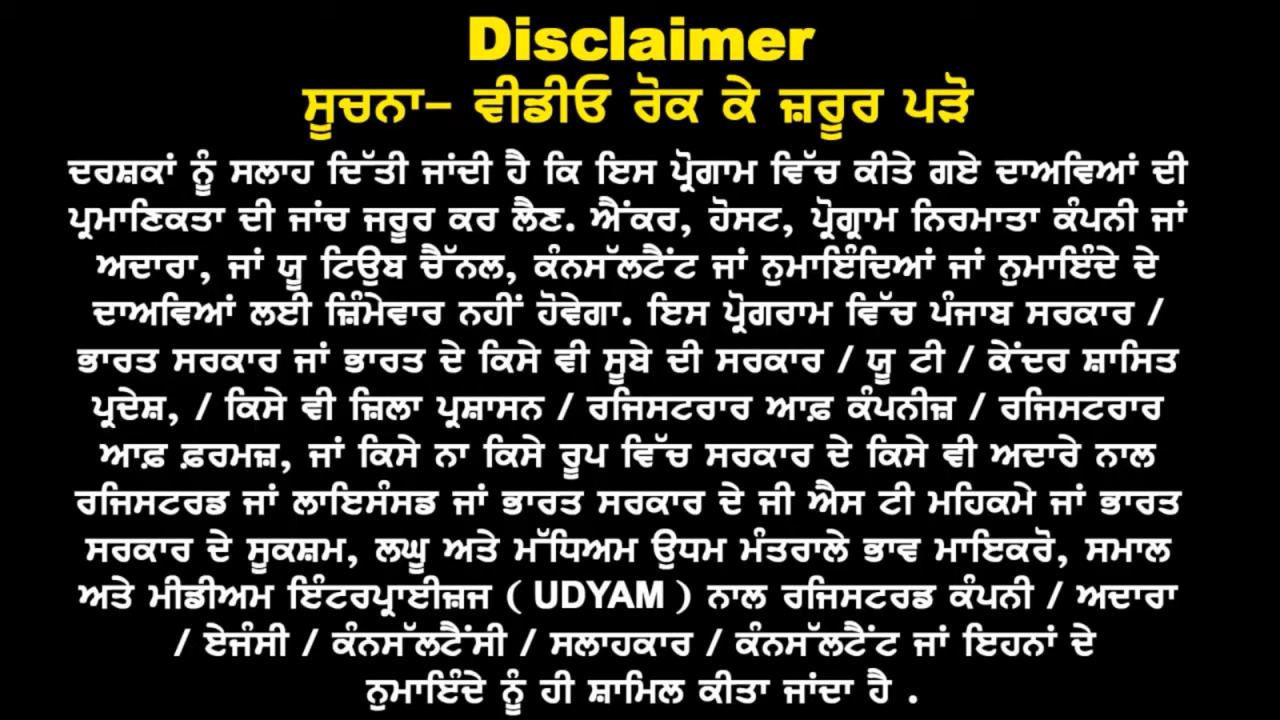 Disclaimer
ਸੂਚਨਾ- ਵੀਡੀਓ ਰੋਕ ਕੇ ਜ਼ਰੂਰ ਪੜੋ
ਦਰਸ਼ਕਾਂ ਨੂੰ ਸਲਾਹ ਦਿੱਤੀ ਜਾਂਦੀ ਹੈ ਕਿ ਇਸ ਪ੍ਰੋਗਾਮ ਵਿੱਚ ਕੀਤੇ ਗਏ ਦਾਅਵਿਆਂ ਦੀ
ਪ੍ਰਮਾਣਿਕਤਾ ਦੀ ਜਾਂਚ ਜਰੂਰ ਕਰ ਲੈਣ. ਐਂਕਰ, ਹੋਸਟ, ਪ੍ਰੋਗ੍ਰਾਮ ਨਿਰਮਾਤਾ ਕੰਪਨੀ ਜਾਂ
ਅਦਾਰਾ, ਜਾਂ ਯੂ ਟਿਉਬ ਚੈੱਨਲ, ਕੰਨਸੱਲਟੈਂਟ ਜਾਂ ਨੁਮਾਇੰਦਿਆਂ ਜਾਂ ਨੁਮਾਇੰਦੇ ਦੇ
ਦਾਅਵਿਆਂ ਲਈ ਜ਼ਿੰਮੇਵਾਰ ਨਹੀਂ ਹੋਵੇਗਾ. ਇਸ ਪ੍ਰੋਗਰਾਮ ਵਿੱਚ ਪੰਜਾਬ ਸਰਕਾਰ /
ਭਾਰਤ ਸਰਕਾਰ ਜਾਂ ਭਾਰਤ ਦੇ ਕਿਸੇ ਵੀ ਸੂਬੇ ਦੀ ਸਰਕਾਰ / ਯੂ ਟੀ / ਕੇਂਦਰ ਸ਼ਾਸਿਤ
ਪ੍ਰਦੇਸ਼, / ਕਿਸੇ ਵੀ ਜ਼ਿਲਾ ਪ੍ਰਸ਼ਾਸਨ / ਰਜਿਸਟਰਾਰ ਆਫ਼ ਕੰਪਨੀਜ਼ / ਰਜਿਸਟਰਾਰ
ਆਫ਼ ਫ਼ਰਮਜ਼, ਜਾਂ ਕਿਸੇ ਨਾ ਕਿਸੇ ਰੂਪ ਵਿੱਚ ਸਰਕਾਰ ਦੇ ਕਿਸੇ ਵੀ ਅਦਾਰੇ ਨਾਲ
ਰਜਿਸਟਰਡ ਜਾਂ ਲਾਇਸੰਸਡ ਜਾਂ ਭਾਰਤ ਸਰਕਾਰ ਦੇ ਜੀ ਐਸ ਟੀ ਮਹਿਕਮੇ ਜਾਂ ਭਾਰਤ
ਸਰਕਾਰ ਦੇ ਸੂਕਸ਼ਮ, ਲਘੂ ਅਤੇ ਮੱਧਿਅਮ ਉਧਮ ਮੰਤਰਾਲੇ ਭਾਵ ਮਾਇਕਰੋ, ਸਮਾਲ
ਅਤੇ ਮੀਡੀਅਮ ਇੰਟਰਪ੍ਰਾਈਜ਼ਜ ( UDYAM ) ਨਾਲ ਰਜਿਸਟਰਡ ਕੰਪਨੀ / ਅਦਾਰਾ
/ ਏਜੰਸੀ / ਕੰਨਸੱਲਟੈਂਸੀ / ਸਲਾਹਕਾਰ / ਕੰਨਸੱਲਟੈਂਟ ਜਾਂ ਇਹਨਾਂ ਦੇ
ਨੁਮਾਇੰਦੇ ਨੂੰ ਹੀ ਸ਼ਾਮਿਲ ਕੀਤਾ ਜਾਂਦਾ ਹੈ .